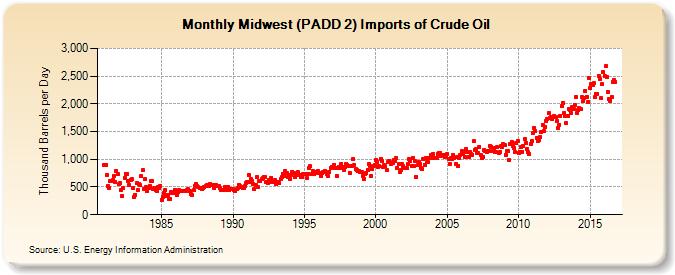 Monthly Midwest (PADD 2) Imports of Crude Oil
Thousand Barrels per Day
3,000
2,500
2,000
1,500
1,000
500
0
1985 1990 1995 2000 2005 2010 2015
Source: U.S. Energy Information Administration